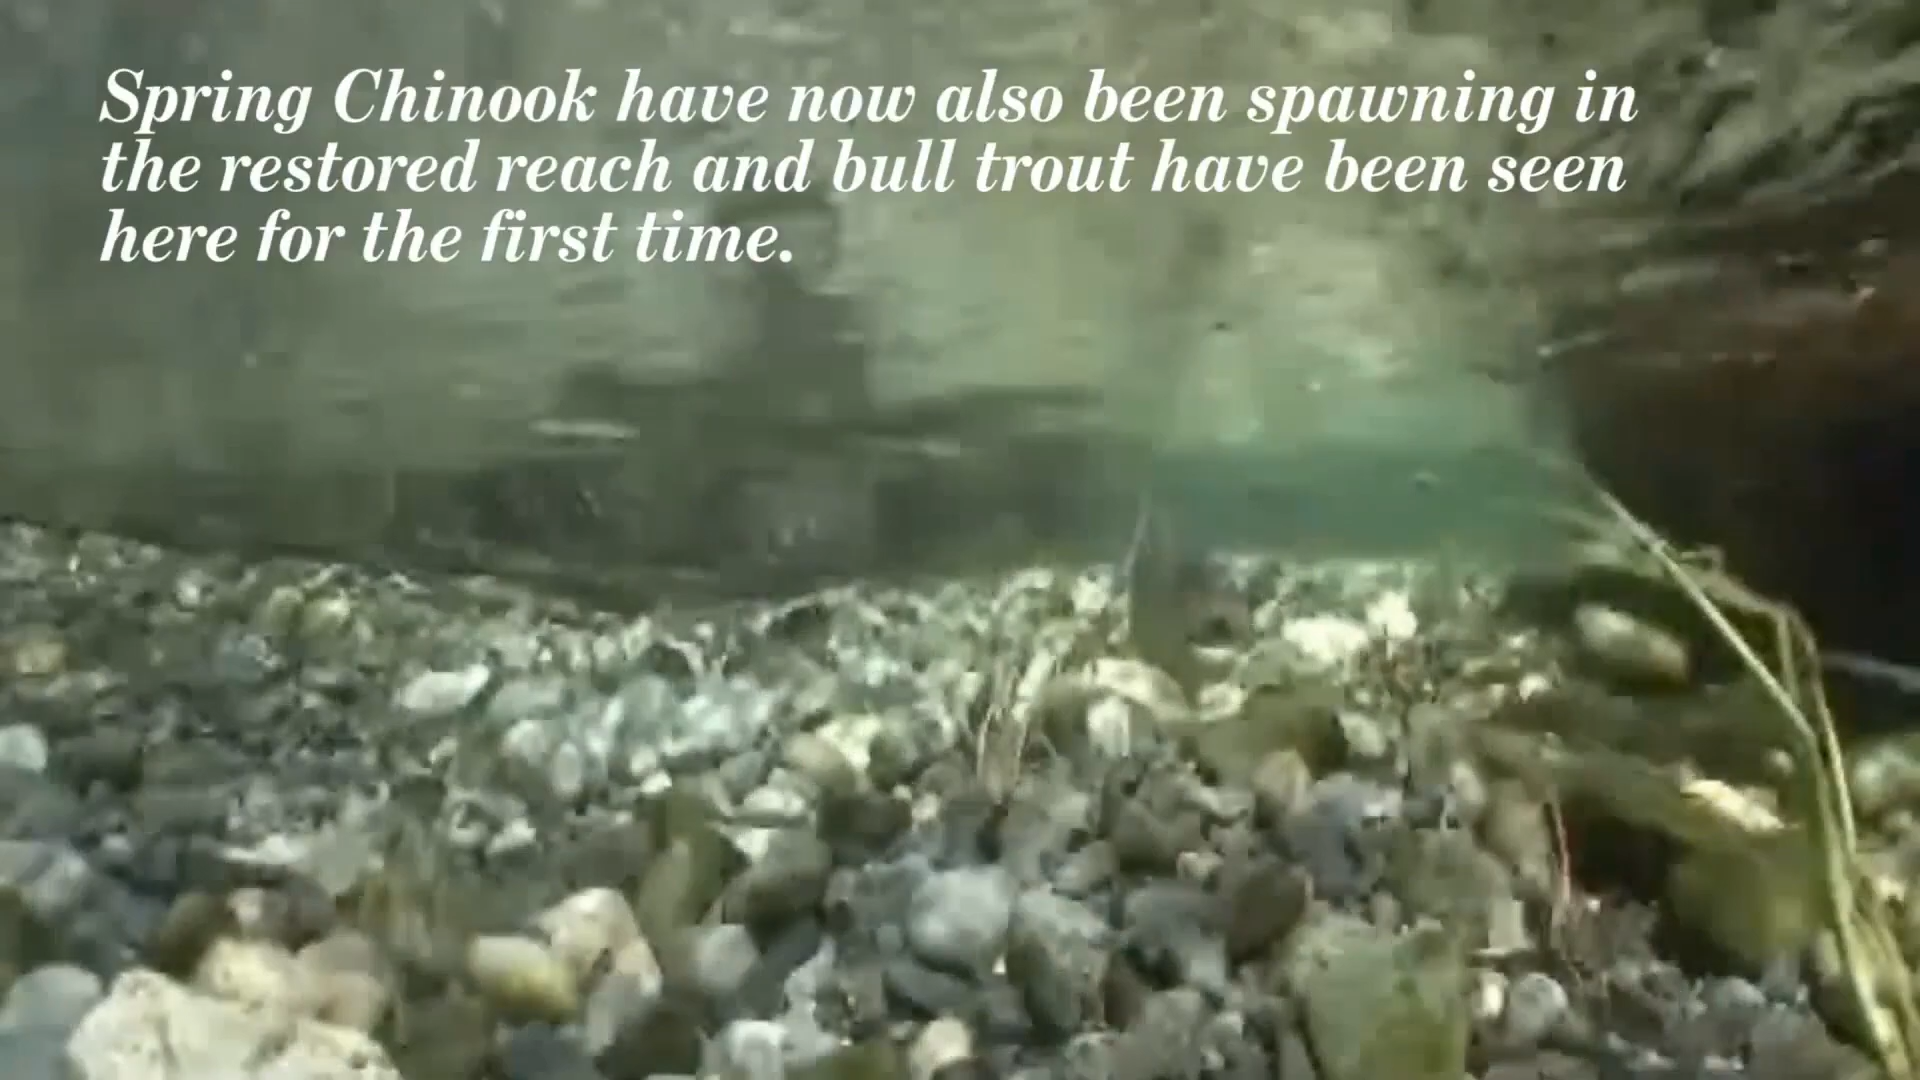 Spring Chinook have now also been spawning in
the restored reach and bull trout have been seen
here for the first time.